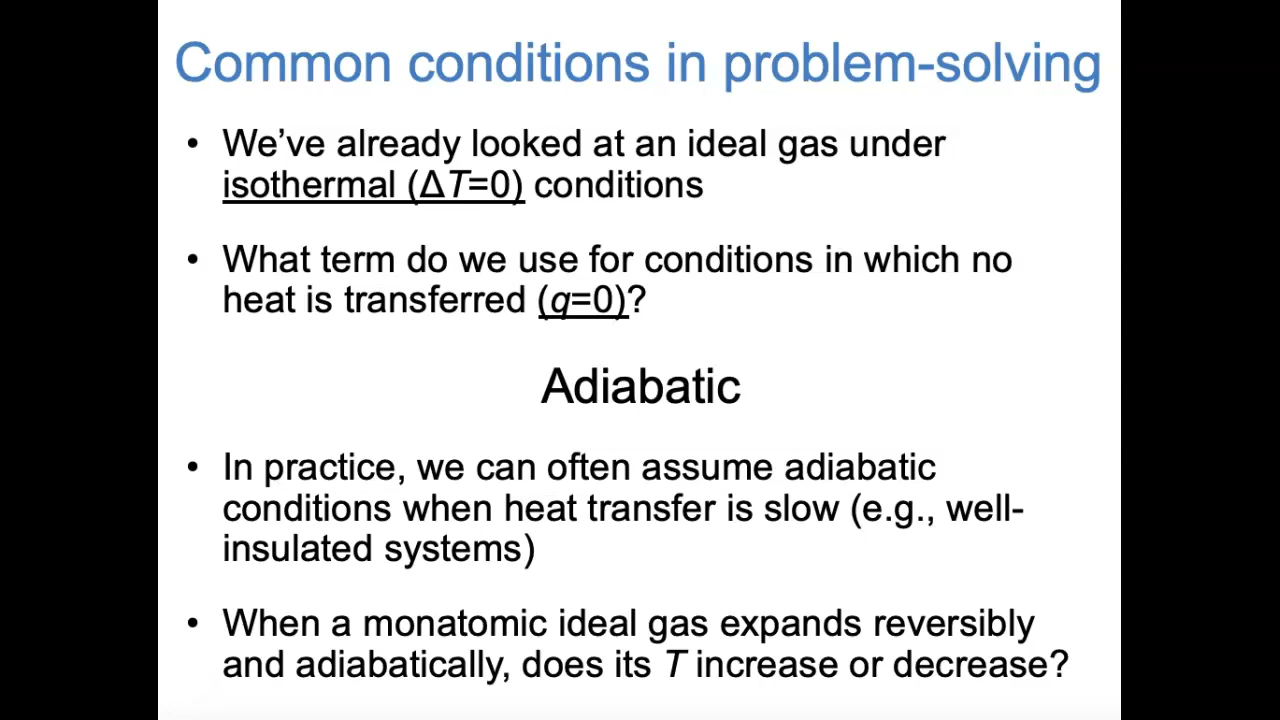 Common conditions in problem-solving
• We’ve already looked at an ideal gas under
isothermal (ΔT=0) conditions
• What term do we use for conditions in which no
heat is transferred (q=0)?
Adiabatic
• In practice, we can often assume adiabatic
conditions when heat transfer is slow (e.g., well-
insulated systems)
• When a monatomic ideal gas expands reversibly
and adiabatically, does its T increase or decrease?